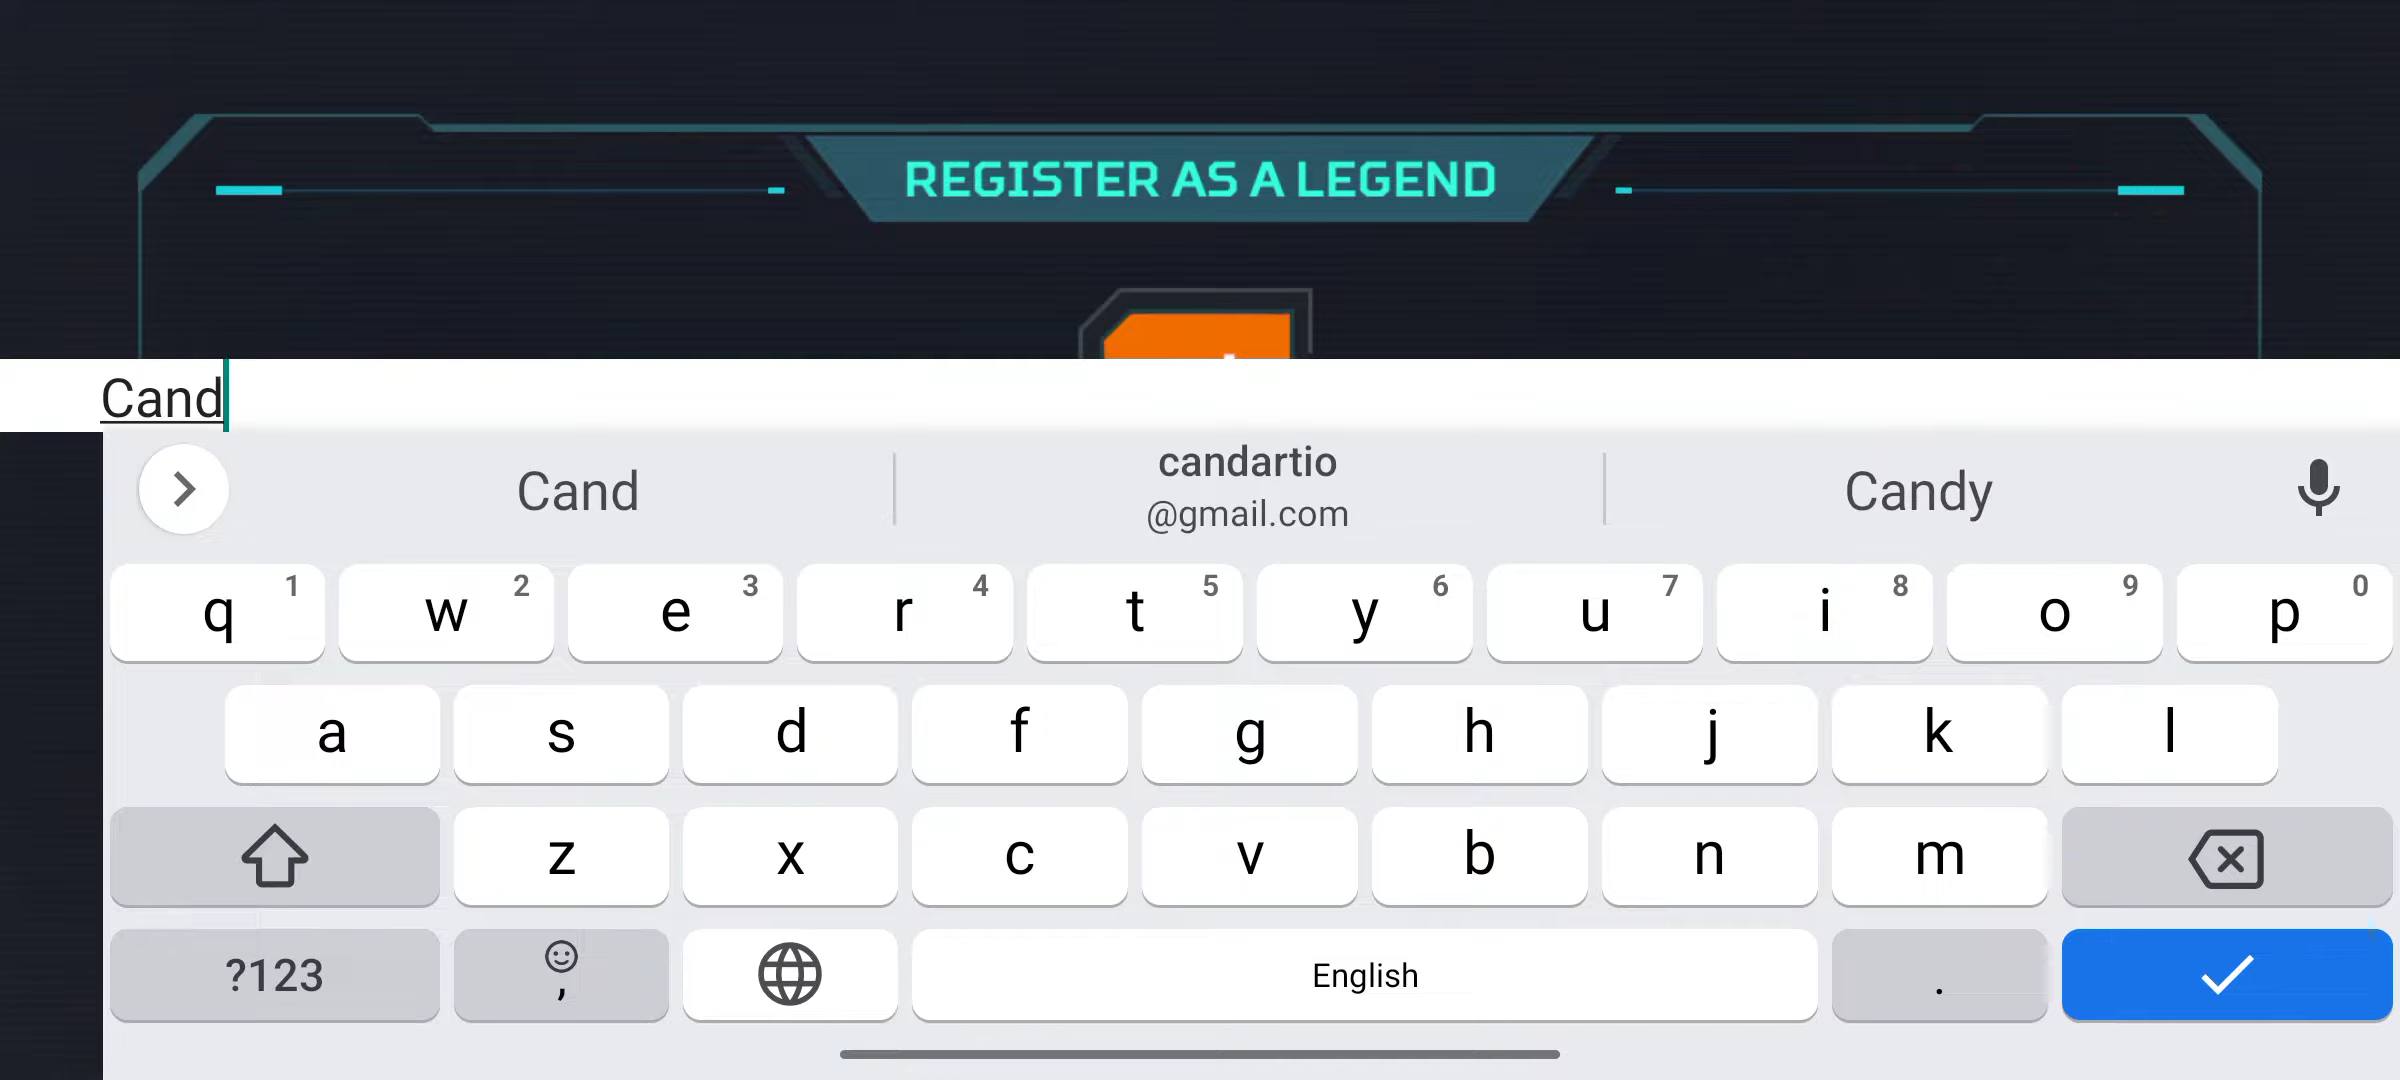 REGISTER AS A LEGEND
Cand
Cand candartio Candy
@gmail.com
q 1 w 2 e 3 r 4 t 5 y 6 u 7 i 8 o 9 p 0
a s d f g h j k l
z x c v b n m
?123 , English .